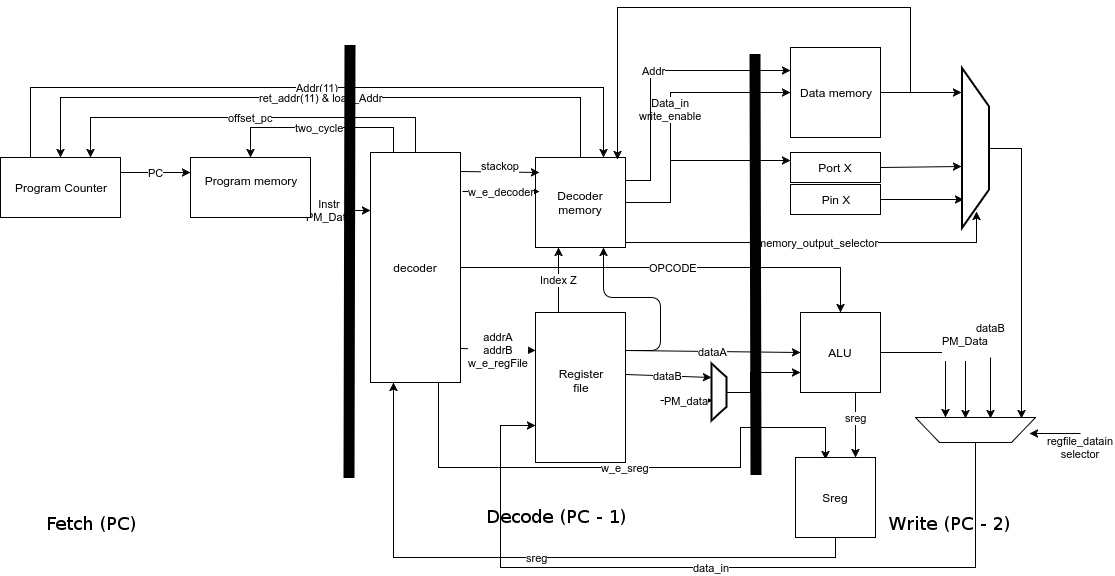 Addr(11)
ret_addr(11) & load_Addr
offset_pc
two_cycle
Program Counter
PC
Program memory
Instr
PM_Dat
decoder
stackop
w_e_decoder
Decoder
memory
Addr
Data_in
write_enable
Data memory
Port X
Pin X
memory_output_selector
OPCODE
Index Z
addrA
addrB
w_e_regFile
Register
file
dataA
dataB
PM_data
ALU
dataB
PM_Data
sreg
regfile_datain
selector
w_e_sreg
Sreg
Fetch (PC)
Decode (PC - 1)
Write (PC - 2)
sreg
data_in